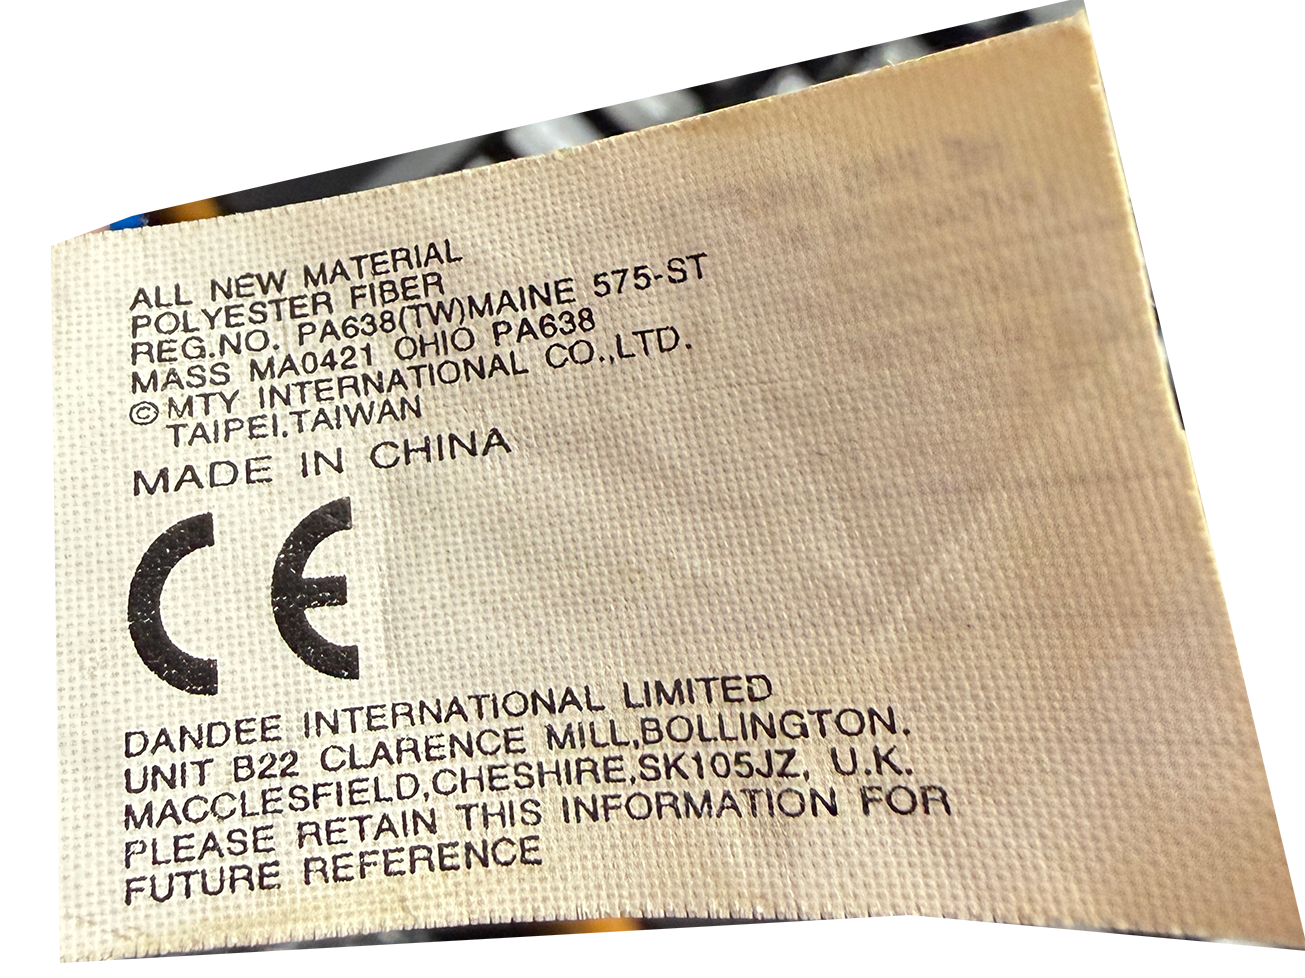 ALL NEW MATERIAL
POLYESTER FIBER
REG.NO. PA638(TW)MAINE 575-ST
MASS MA0421 OHIO PA638
© MTY INTERNATIONAL CO.,LTD.
TAIPEI.TAIWAN
MADE IN CHINA
CE
DANDEE INTERNATIONAL LIMITED
UNIT B22 CLARENCE MILL,BOLLINGTON.
MACCLESFIELD,CHESHIRE,SK105JZ, U.K.
PLEASE RETAIN THIS INFORMATION FOR
FUTURE REFERENCE